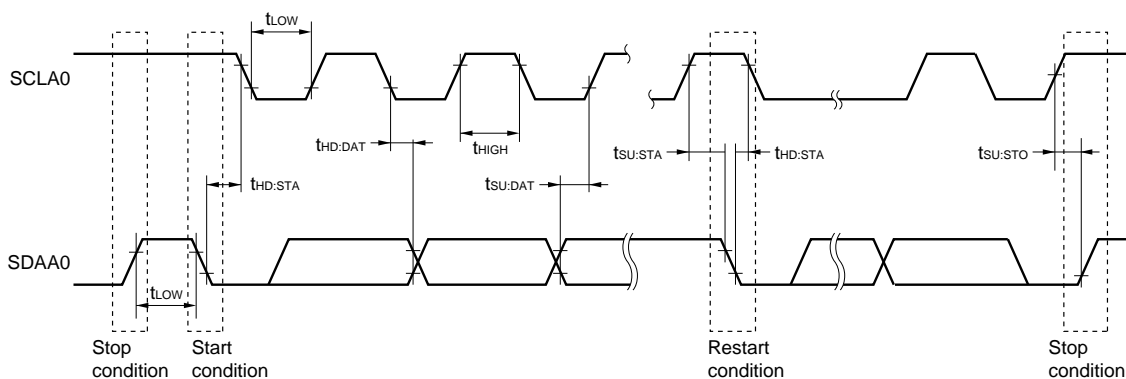 tLOW
SCLA0
tHD:DAT
tHIGH
tSU:STA
tHD:STA
tSU:STO
tHD:STA
tSU:DAT
SDAA0
tLOW
Stop
condition
Start
condition
Restart
condition
Stop
condition